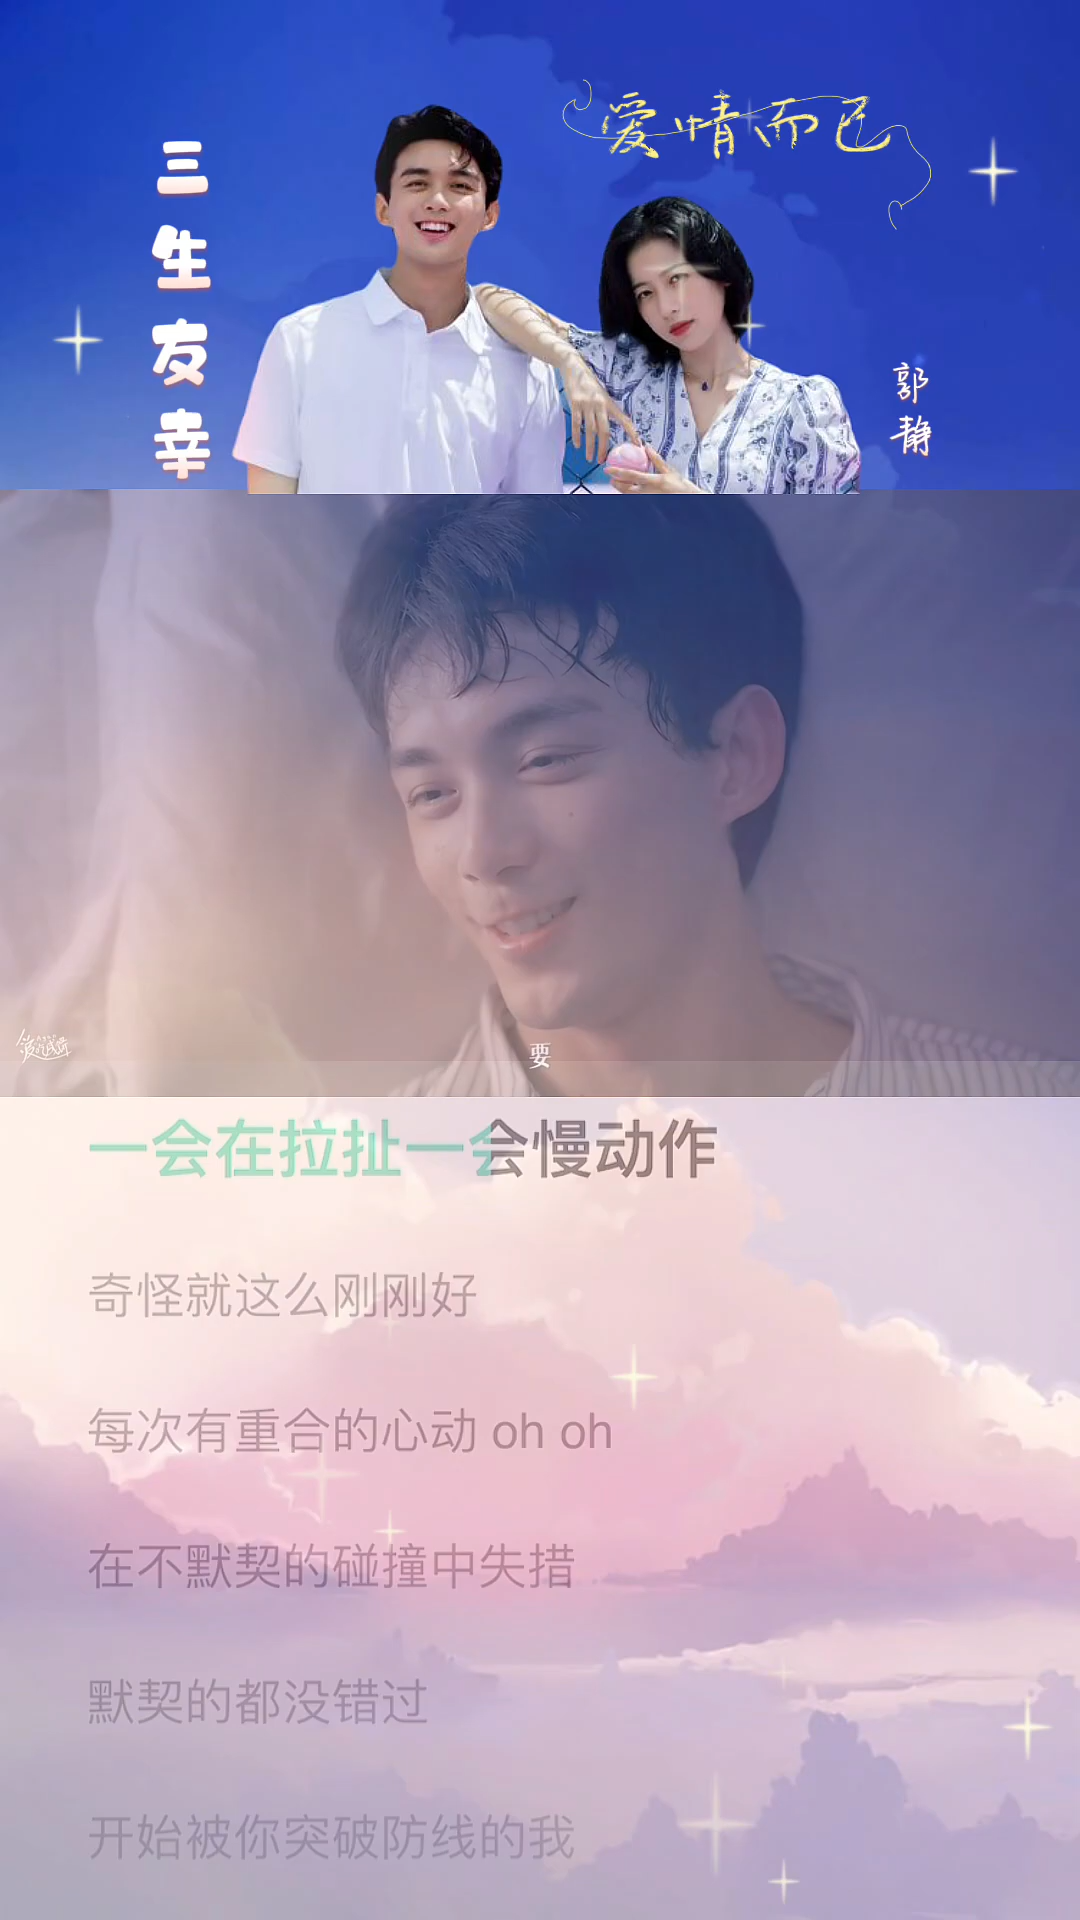 爱情而已
三生友幸
郭静
要
一会在拉扯一会慢动作
奇怪就这么刚刚好
每次有重合的心动 oh oh
在不默契的碰撞中失措
默契的都没错过
开始被你突破防线的我